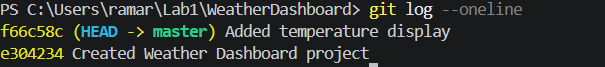 PS C:\Users\ramar\Lab1\WeatherDashboard> git log --oneline
f66c58c (HEAD -> master) Added temperature display
e304234 Created Weather Dashboard project